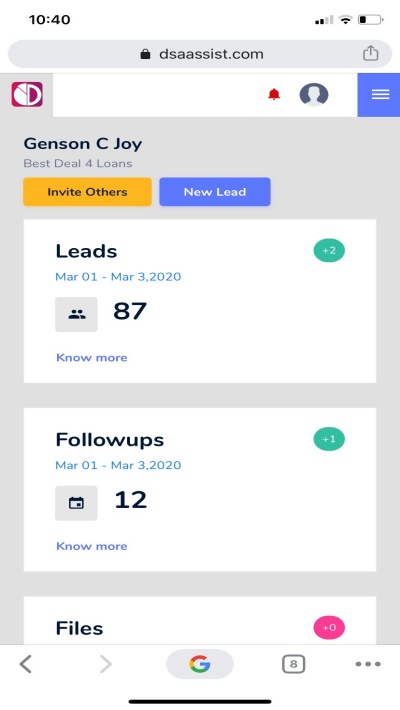 10:40
dsaassist.com
Genson C Joy
Best Deal 4 Loans
Invite Others
New Lead
Leads
+2
Mar 01 - Mar 3,2020
87
Know more
Followups
+1
Mar 01 - Mar 3,2020
12
Know more
Files
+0
G
8